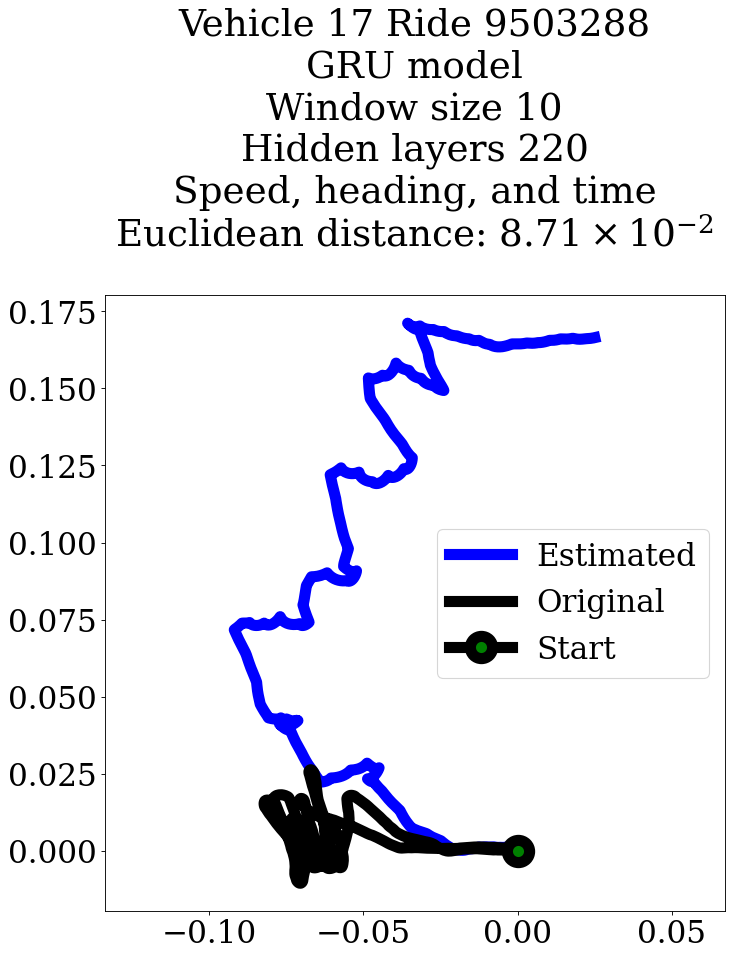 Vehicle 17 Ride 9503288
GRU model
Window size 10
Hidden layers 220
Speed, heading, and time
Euclidean distance: 8.71 × 10⁻²
0.175
0.150
0.125
0.100
0.075
0.050
0.025
0.000
Estimated
Original
Start
−0.10 −0.05 0.00 0.05